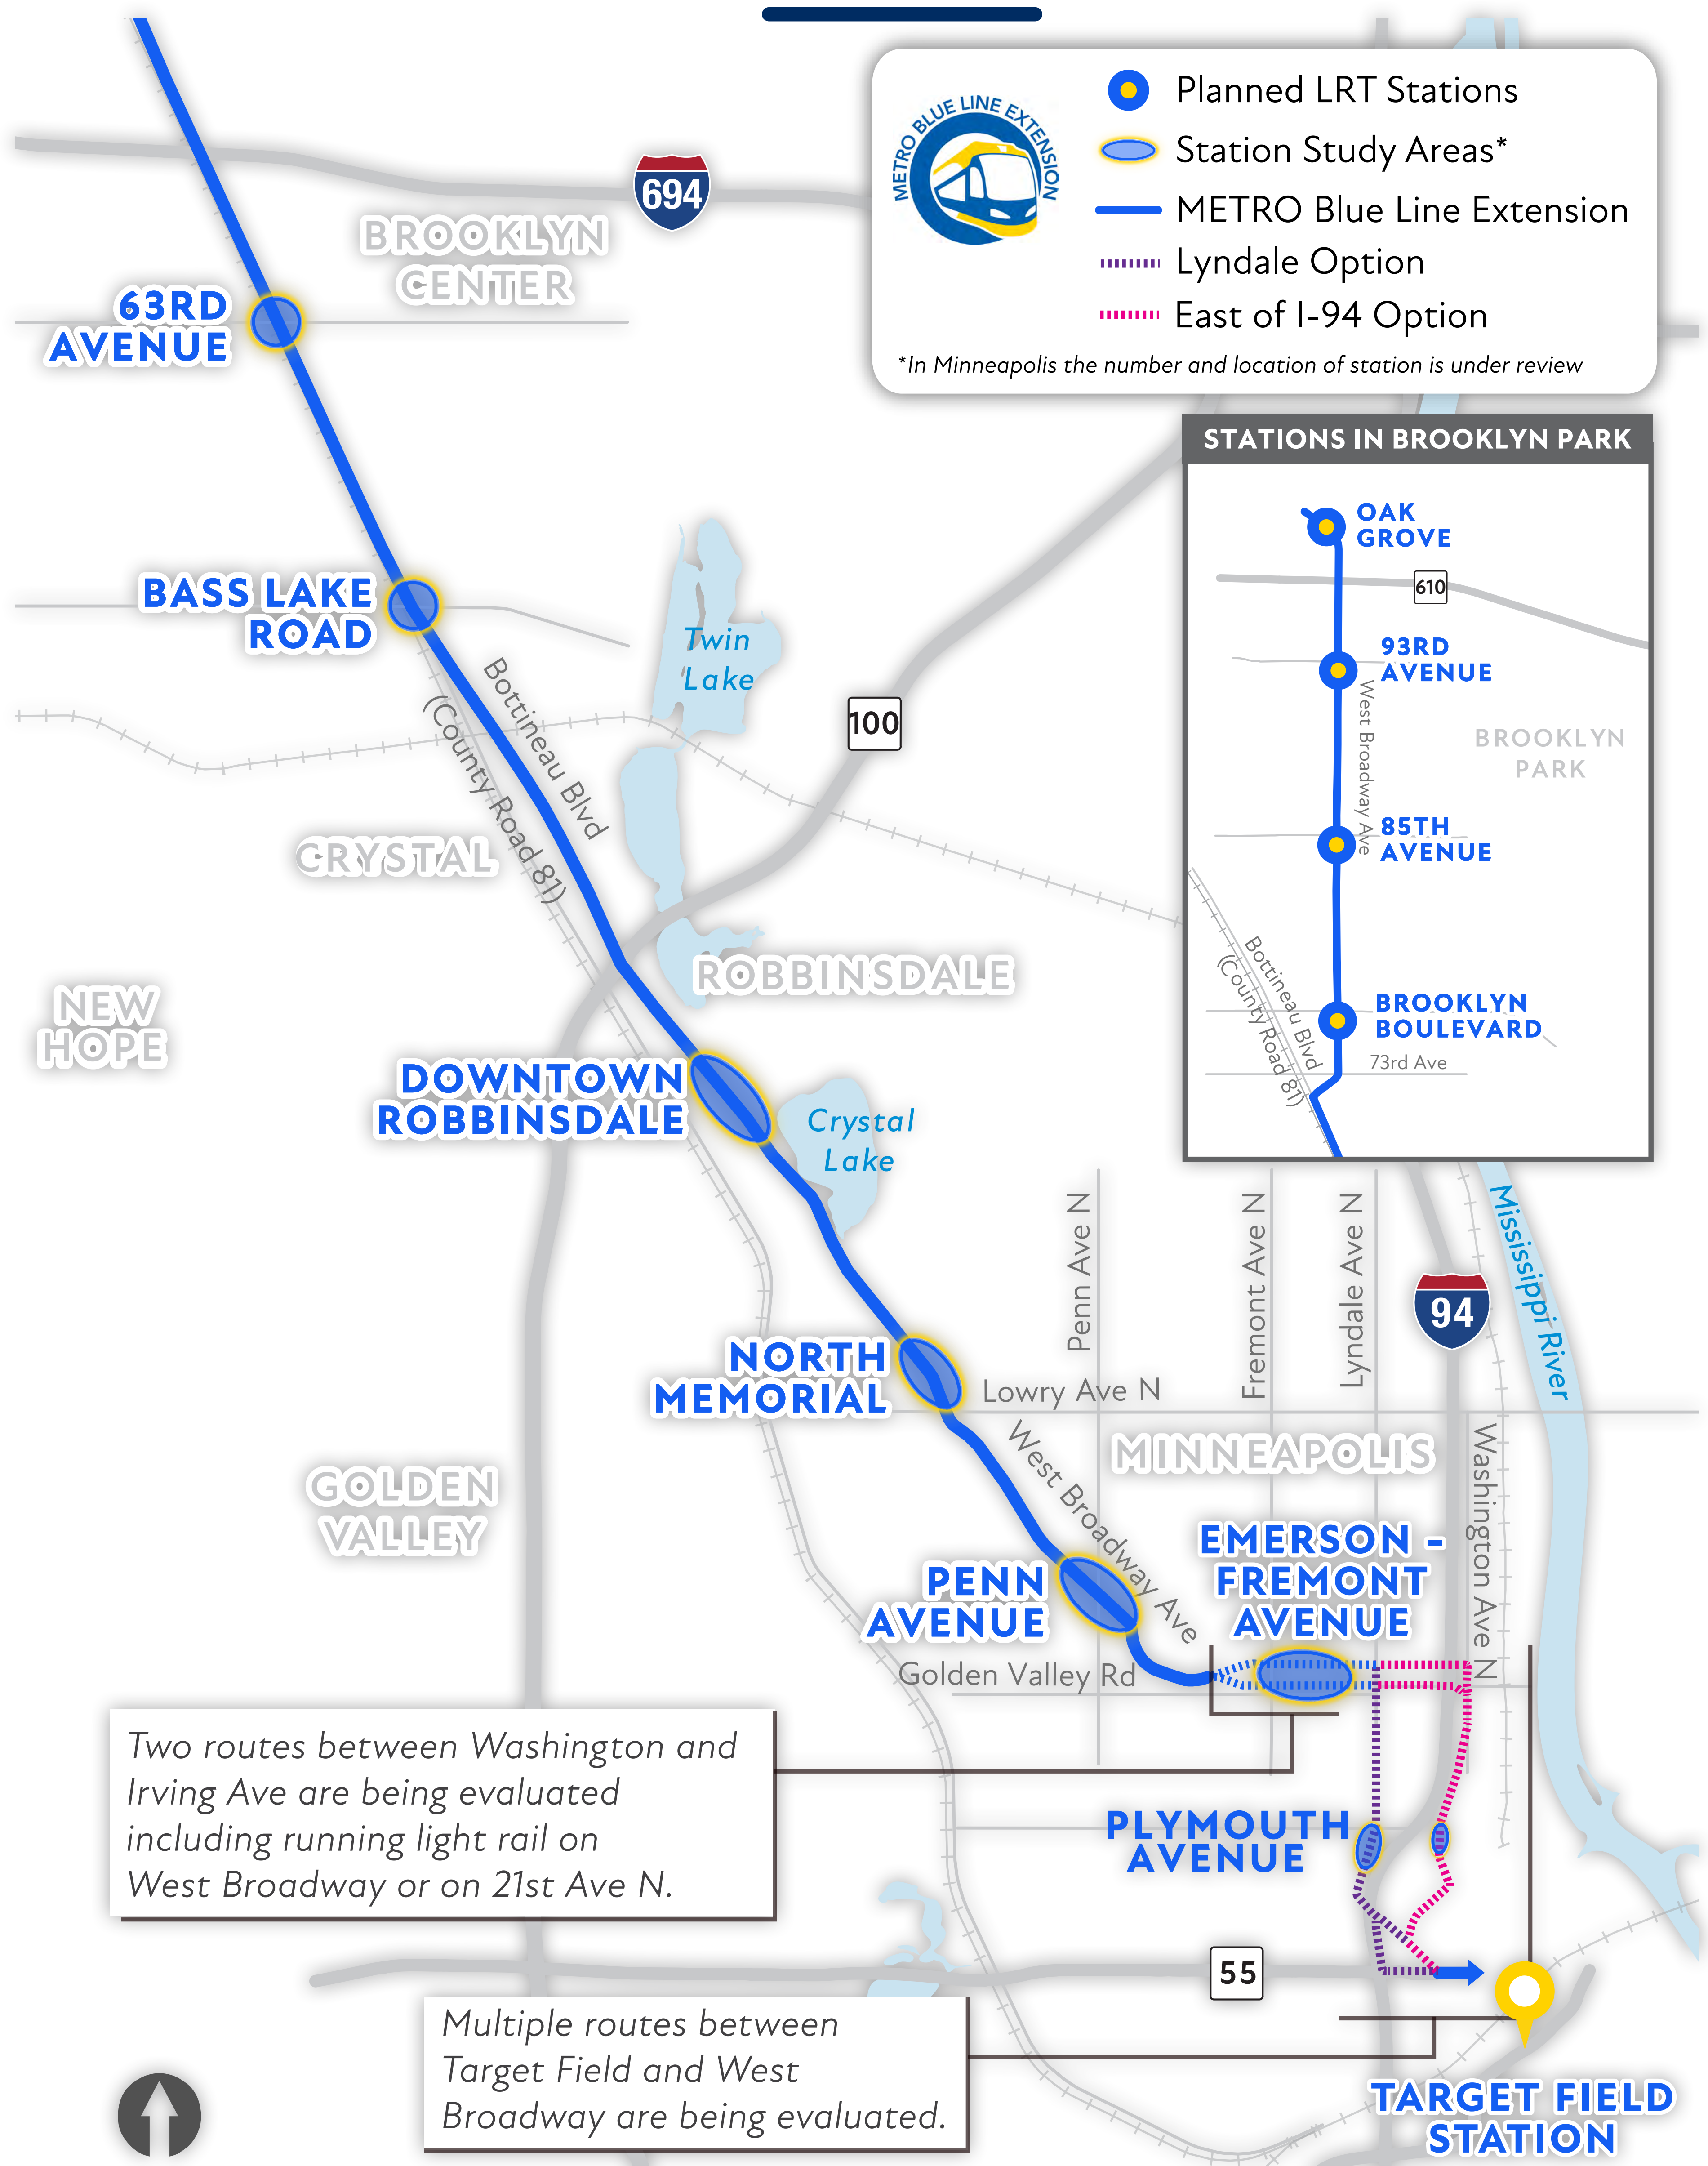 METRO BLUE LINE EXTENSION
Planned LRT Stations
Station Study Areas*
METRO Blue Line Extension
Lyndale Option
East of I-94 Option
*In Minneapolis the number and location of station is under review
694
BROOKLYN
CENTER
63RD
AVENUE
STATIONS IN BROOKLYN PARK
OAK
GROVE
610
93RD
AVENUE
West Broadway Ave
BROOKLYN
PARK
85TH
AVENUE
Bottineau Blvd
(County Road 81)
BROOKLYN
BOULEVARD
73rd Ave
BASS LAKE
ROAD
Twin
Lake
Bottineau Blvd
(County Road 81)
100
CRYSTAL
ROBBINSDALE
NEW
HOPE
DOWNTOWN
ROBBINSDALE
Crystal
Lake
Penn Ave N
Fremont Ave N
Lyndale Ave N
94
Mississippi River
NORTH
MEMORIAL
Lowry Ave N
West Broadway Ave
MINNEAPOLIS
Washington Ave N
GOLDEN
VALLEY
EMERSON -
FREMONT
AVENUE
PENN
AVENUE
Golden Valley Rd
Two routes between Washington and
Irving Ave are being evaluated
including running light rail on
West Broadway or on 21st Ave N.
PLYMOUTH
AVENUE
55
Multiple routes between
Target Field and West
Broadway are being evaluated.
TARGET FIELD
STATION